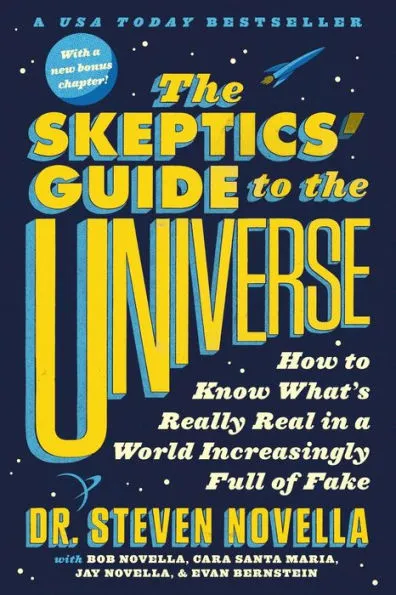 A USA TODAY BESTSELLER
With a
new bonus
chapter!
The
SKEPTICS'
GUIDE to the
UNIVERSE
How to
Know What's
Really Real in a
World Increasingly
Full of Fake
DR. STEVEN NOVELLA
with BOB NOVELLA, CARA SANTA MARIA,
JAY NOVELLA, & EVAN BERNSTEIN